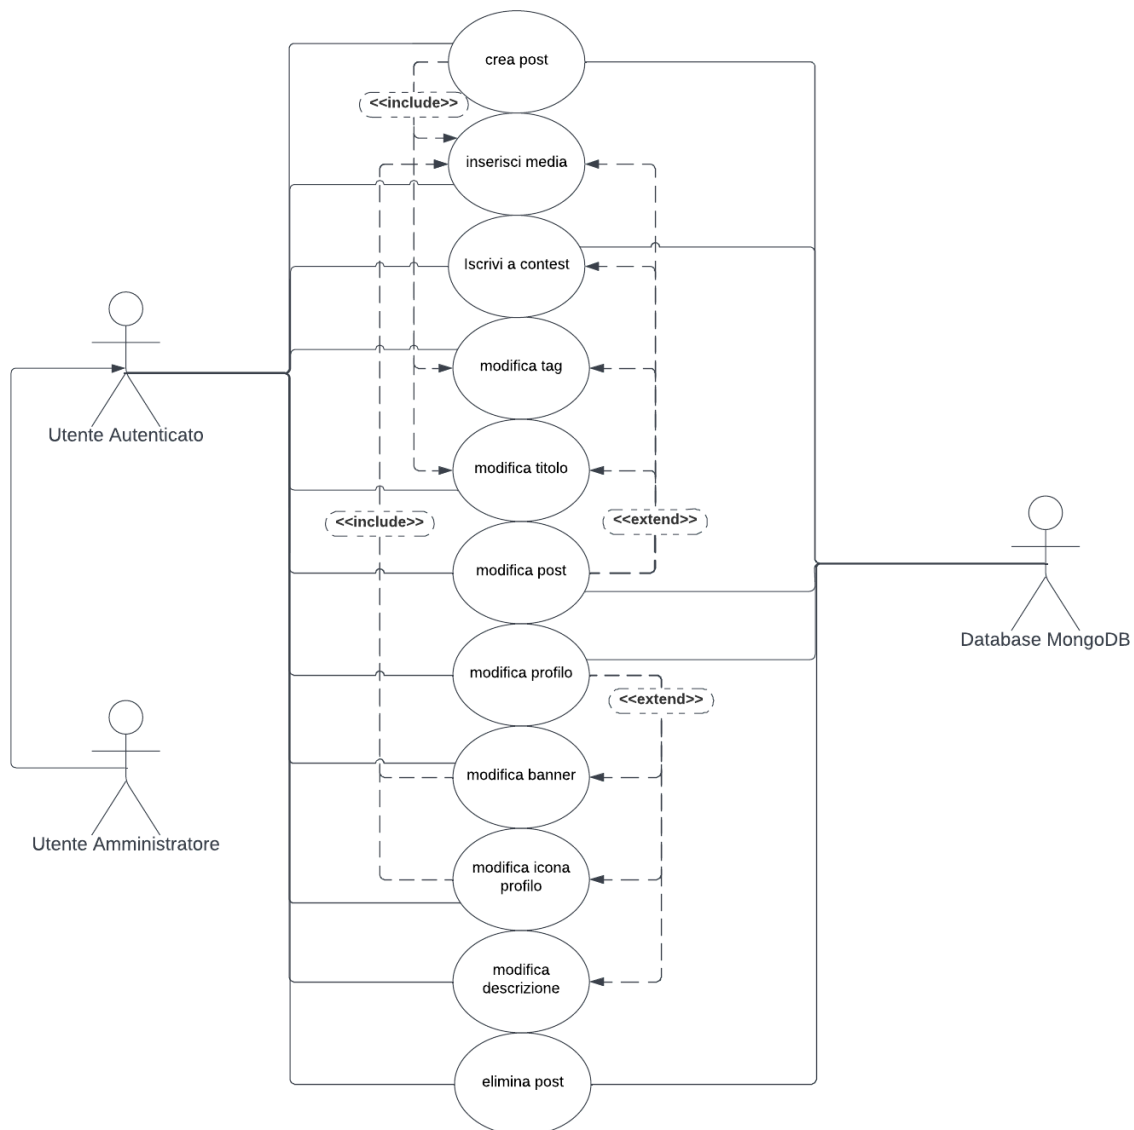 crea post
<<include>>
inserisci media
Iscrivi a contest
modifica tag
Utente Autenticato
modifica titolo
<<include>>
<<extend>>
modifica post
Database MongoDB
modifica profilo
<<extend>>
modifica banner
Utente Amministratore
modifica icona
profilo
modifica
descrizione
elimina post